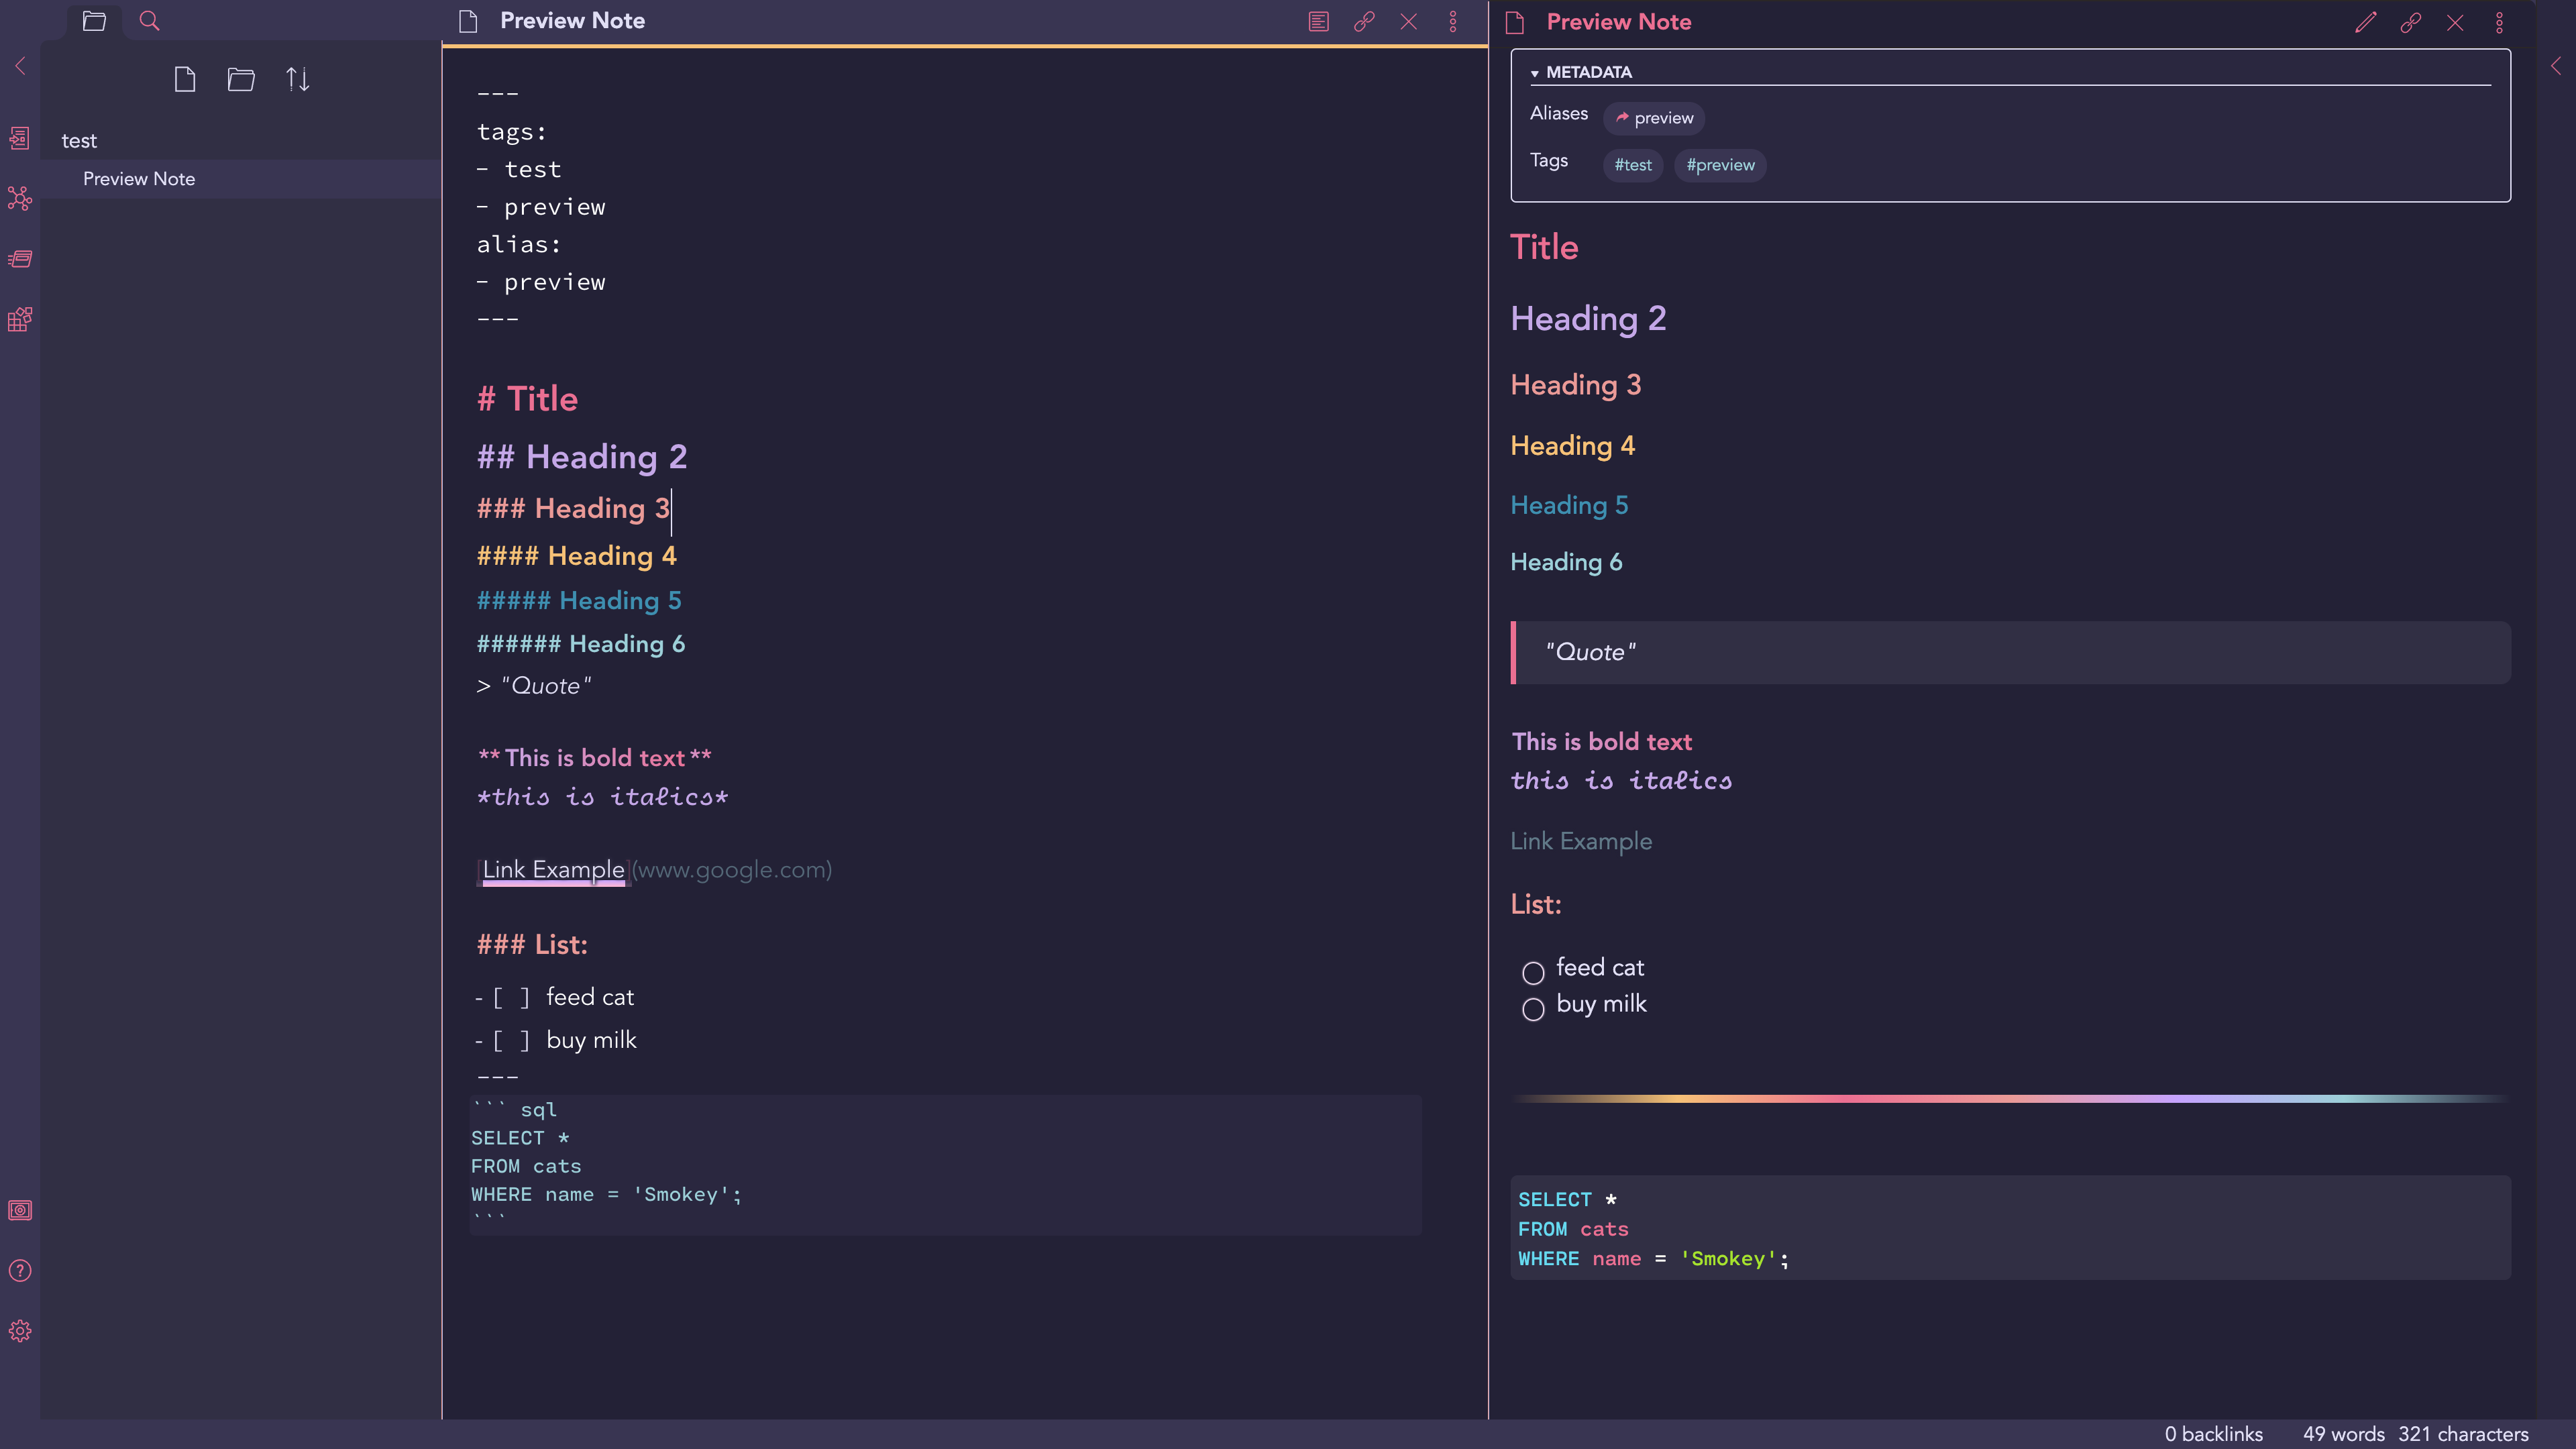 test
Preview Note
Preview Note
---
tags:
- test
- preview
alias:
- preview
---
# Title
## Heading 2
### Heading 3
#### Heading 4
##### Heading 5
###### Heading 6
> "Quote"
**This is bold text**
*this is italics*
[Link Example](www.google.com)
### List:
- [ ] feed cat
- [ ] buy milk
---
``` sql
SELECT *
FROM cats
WHERE name = 'Smokey';
```
Preview Note
METADATA
Aliases preview
Tags #test #preview
Title
Heading 2
Heading 3
Heading 4
Heading 5
Heading 6
"Quote"
This is bold text
this is italics
Link Example
List:
feed cat
buy milk
SELECT *
FROM cats
WHERE name = 'Smokey';
0 backlinks 49 words 321 characters